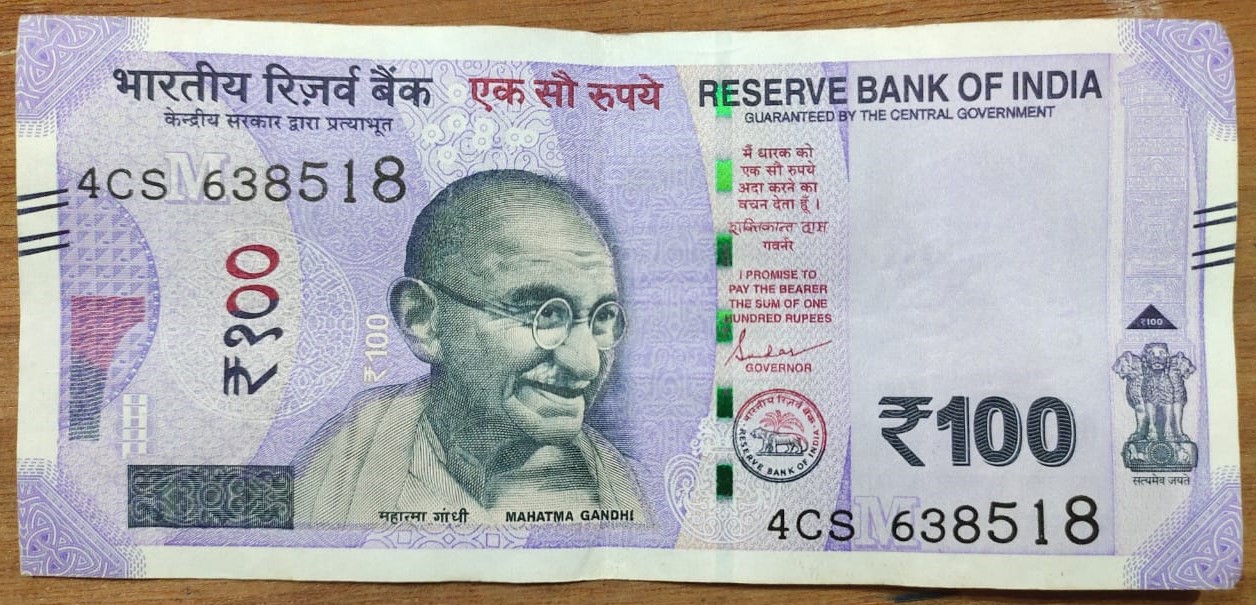 भारतीय रिज़र्व बैंक
केन्द्रीय सरकार द्वारा प्रत्याभूत
एक सौ रुपये
RESERVE BANK OF INDIA
GUARANTEED BY THE CENTRAL GOVERNMENT
4CS 638518
M
₹१००
₹100
महात्मा गांधी
MAHATMA GANDHI
मैं धारक को
एक सौ रुपये
अदा करने का
वचन देता हूँ ।
शक्तिकान्त दास
गवर्नर
I PROMISE TO
PAY THE BEARER
THE SUM OF ONE
HUNDRED RUPEES
GOVERNOR
भारतीय रिज़र्व बैंक
RESERVE BANK OF INDIA
₹100
₹100
सत्यमेव जयते
M
4CS 638518